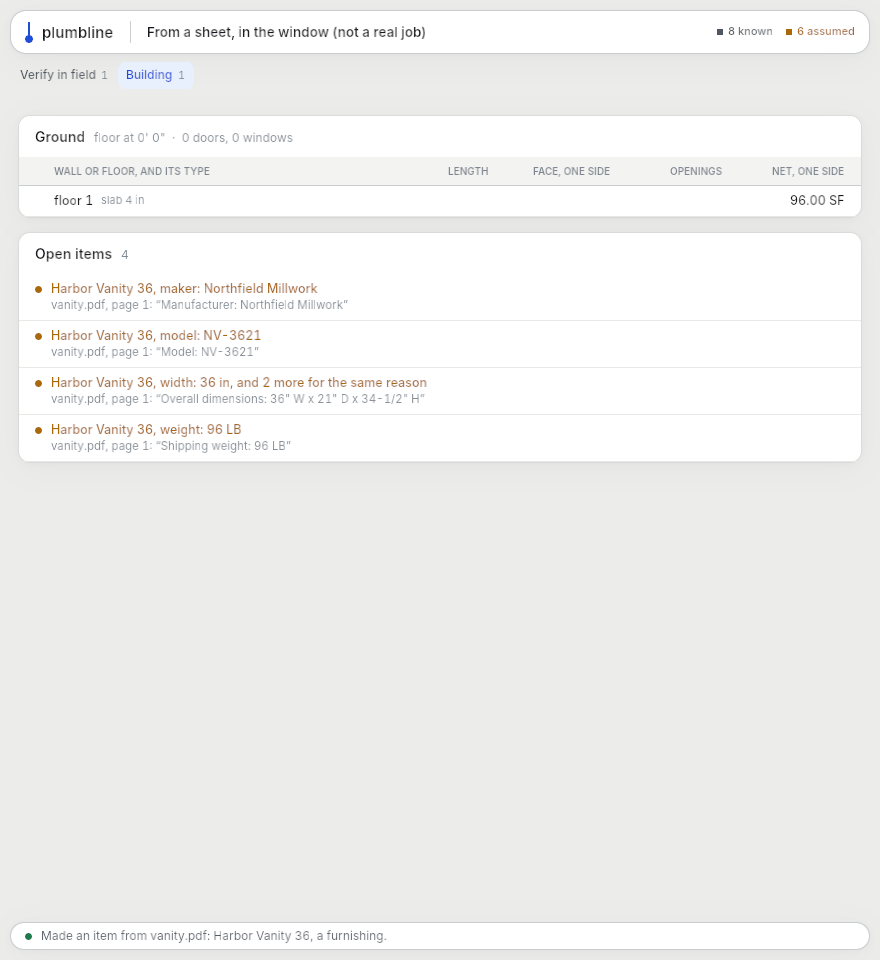 plumbline From a sheet, in the window (not a real job) 8 known 6 assumed
Verify in field 1 Building 1
Ground floor at 0' 0" · 0 doors, 0 windows
WALL OR FLOOR, AND ITS TYPE LENGTH FACE, ONE SIDE OPENINGS NET, ONE SIDE
floor 1 slab 4 in 96.00 SF
Open items 4
Harbor Vanity 36, maker: Northfield Millwork
vanity.pdf, page 1: “Manufacturer: Northfield Millwork”
Harbor Vanity 36, model: NV-3621
vanity.pdf, page 1: “Model: NV-3621”
Harbor Vanity 36, width: 36 in, and 2 more for the same reason
vanity.pdf, page 1: “Overall dimensions: 36" W x 21" D x 34-1/2" H”
Harbor Vanity 36, weight: 96 LB
vanity.pdf, page 1: “Shipping weight: 96 LB”
Made an item from vanity.pdf: Harbor Vanity 36, a furnishing.